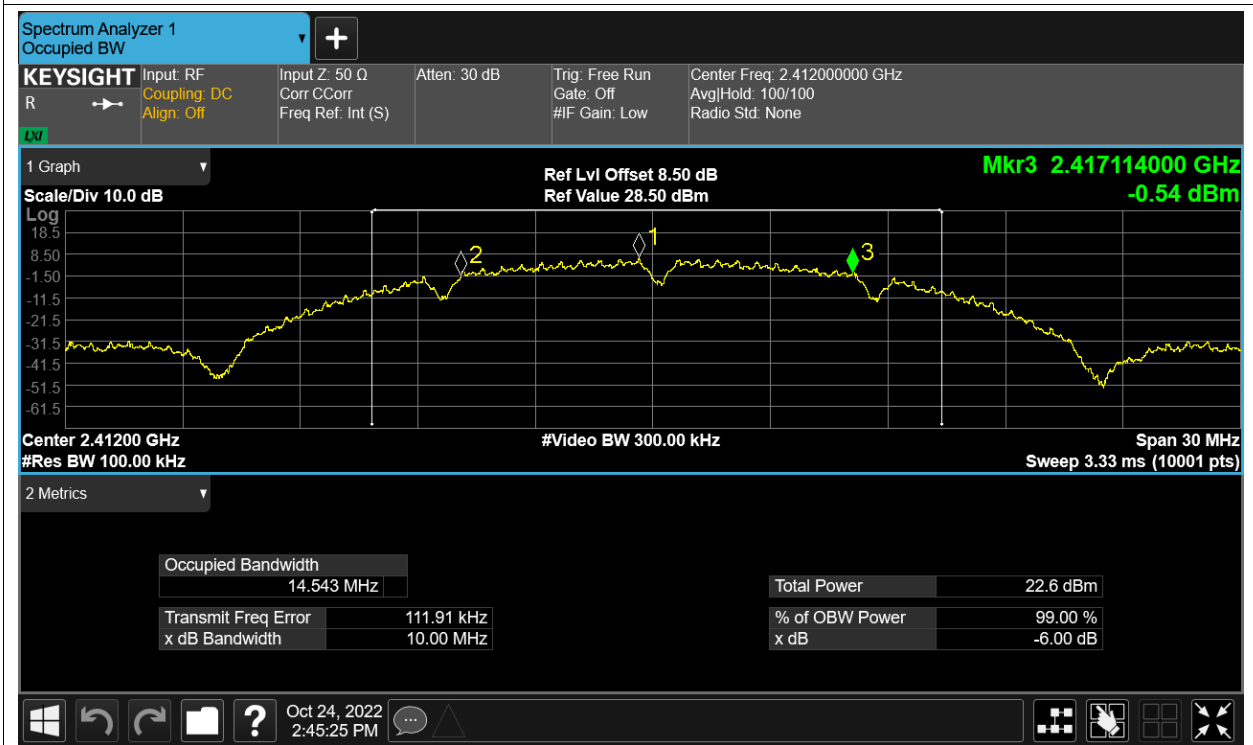 Spectrum Analyzer 1
Occupied BW
KEYSIGHT
R
LXI
Input: RF
Coupling: DC
Align: Off
Input Z: 50 Ω
Corr CCorr
Freq Ref: Int (S)
Atten: 30 dB
Trig: Free Run
Gate: Off
#IF Gain: Low
Center Freq: 2.412000000 GHz
Avg|Hold: 100/100
Radio Std: None
1 Graph
Scale/Div 10.0 dB
Ref Lvl Offset 8.50 dB
Ref Value 28.50 dBm
Mkr3 2.417114000 GHz
-0.54 dBm
Log
18.5
8.50
-1.50
-11.5
-21.5
-31.5
-41.5
-51.5
-61.5
2
1
3
Center 2.41200 GHz
#Res BW 100.00 kHz
#Video BW 300.00 kHz
Span 30 MHz
Sweep 3.33 ms (10001 pts)
2 Metrics
Occupied Bandwidth
14.543 MHz
Transmit Freq Error 111.91 kHz
x dB Bandwidth 10.00 MHz
Total Power 22.6 dBm
% of OBW Power 99.00 %
x dB -6.00 dB
?
Oct 24, 2022
2:45:25 PM